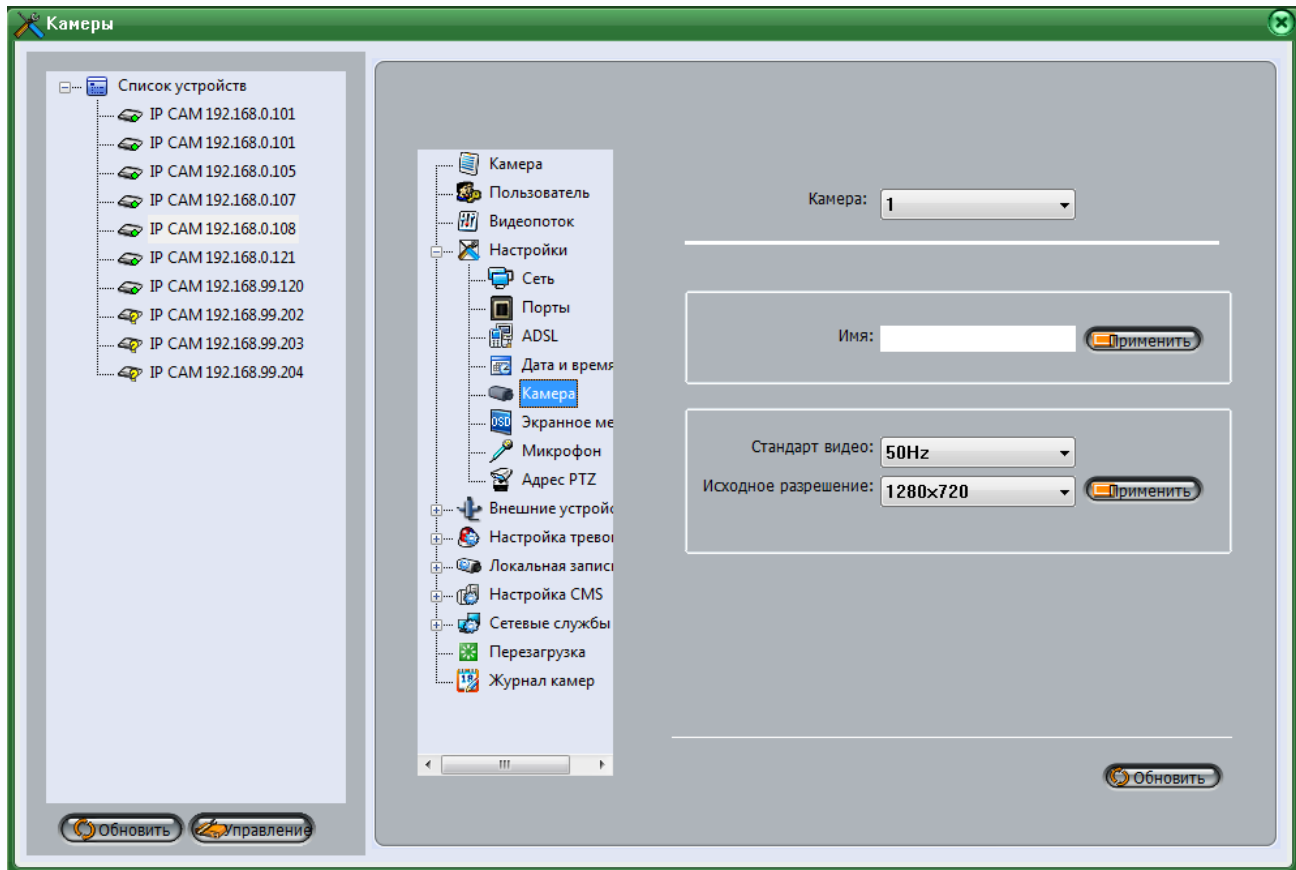 Камеры
Список устройств
IP CAM 192.168.0.101
IP CAM 192.168.0.101
IP CAM 192.168.0.105
IP CAM 192.168.0.107
IP CAM 192.168.0.108
IP CAM 192.168.0.121
IP CAM 192.168.99.120
IP CAM 192.168.99.202
IP CAM 192.168.99.203
IP CAM 192.168.99.204
Обновить
Управление
Камера
Пользователь
Видеопоток
Настройки
Сеть
Порты
ADSL
Дата и время
Камера
OSD
Экранное ме
Микрофон
Адрес PTZ
Внешние устройс
Настройка тревог
Локальная запись
Настройка CMS
Сетевые службы
Перезагрузка
18
Журнал камер
Камера: 1
Имя:
Применить
Стандарт видео: 50Hz
Исходное разрешение: 1280x720
Применить
Обновить